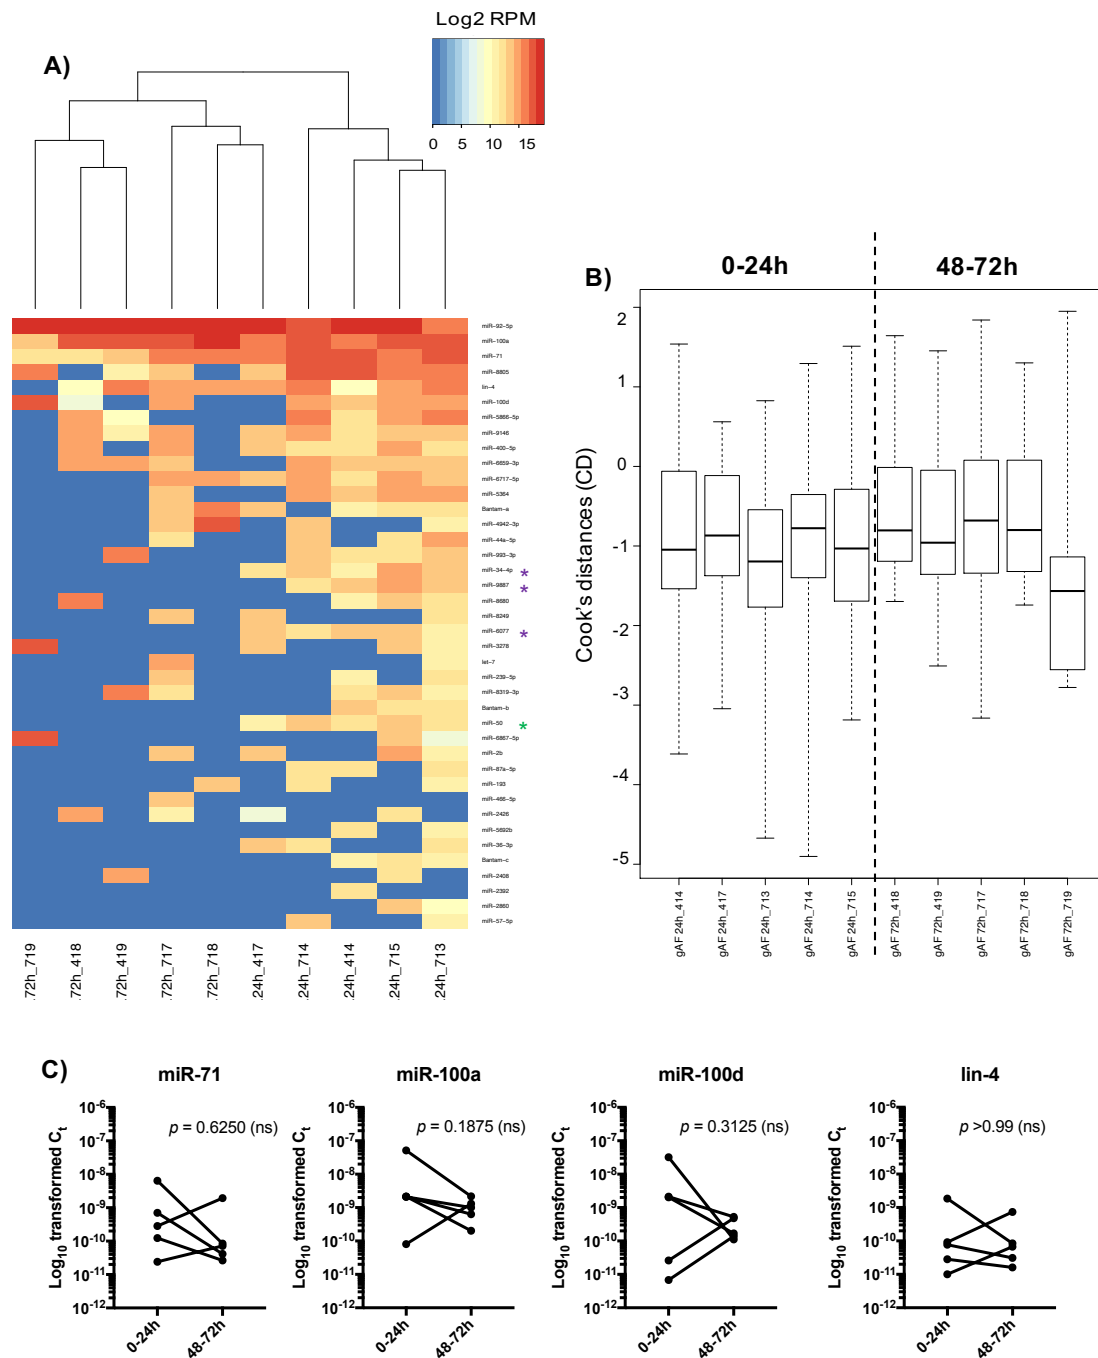 Log2 RPM
A)
0 5 10 15
miR-92-5p
miR-100a
miR-71
miR-8805
lin-4
miR-100d
miR-5866-5p
miR-9146
miR-400-5p
miR-6659-3p
miR-6717-5p
miR-5364
Bantam-a
miR-4942-3p
miR-44a-5p
miR-993-3p
miR-34-4p *
miR-9887 *
miR-8680
miR-8249
miR-6077 *
miR-3278
let-7
miR-239-5p
miR-8319-3p
Bantam-b
miR-50 *
miR-6867-5p
miR-2b
miR-87a-5p
miR-193
miR-466-5p
miR-2426
miR-5692b
miR-36-3p
Bantam-c
miR-2408
miR-2392
miR-2860
miR-57-5p
.72h_719
.72h_418
.72h_419
.72h_717
.72h_718
.24h_417
.24h_714
.24h_414
.24h_715
.24h_713
B)
0-24h 48-72h
Cook's distances (CD)
2
1
0
-1
-2
-3
-4
-5
gAF 24h_414
gAF 24h_417
gAF 24h_713
gAF 24h_714
gAF 24h_715
gAF 72h_418
gAF 72h_419
gAF 72h_717
gAF 72h_718
gAF 72h_719
C)
miR-71
Log10 transformed Ct
10-6
10-7
10-8
10-9
10-10
10-11
10-12
p = 0.6250 (ns)
0-24h
48-72h
miR-100a
Log10 transformed Ct
10-6
10-7
10-8
10-9
10-10
10-11
10-12
p = 0.1875 (ns)
0-24h
48-72h
miR-100d
Log10 transformed Ct
10-6
10-7
10-8
10-9
10-10
10-11
10-12
p = 0.3125 (ns)
0-24h
48-72h
lin-4
Log10 transformed Ct
10-6
10-7
10-8
10-9
10-10
10-11
10-12
p >0.99 (ns)
0-24h
48-72h